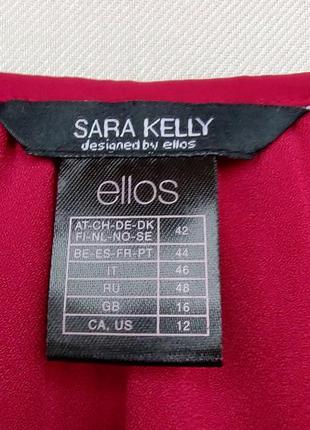 SARA KELLY
designed by ellos
ellos
AT-CH-DE-DK
FI-NL-NO-SE 42
BE-ES-FR-PT 44
IT 46
RU 48
GB 16
CA. US 12